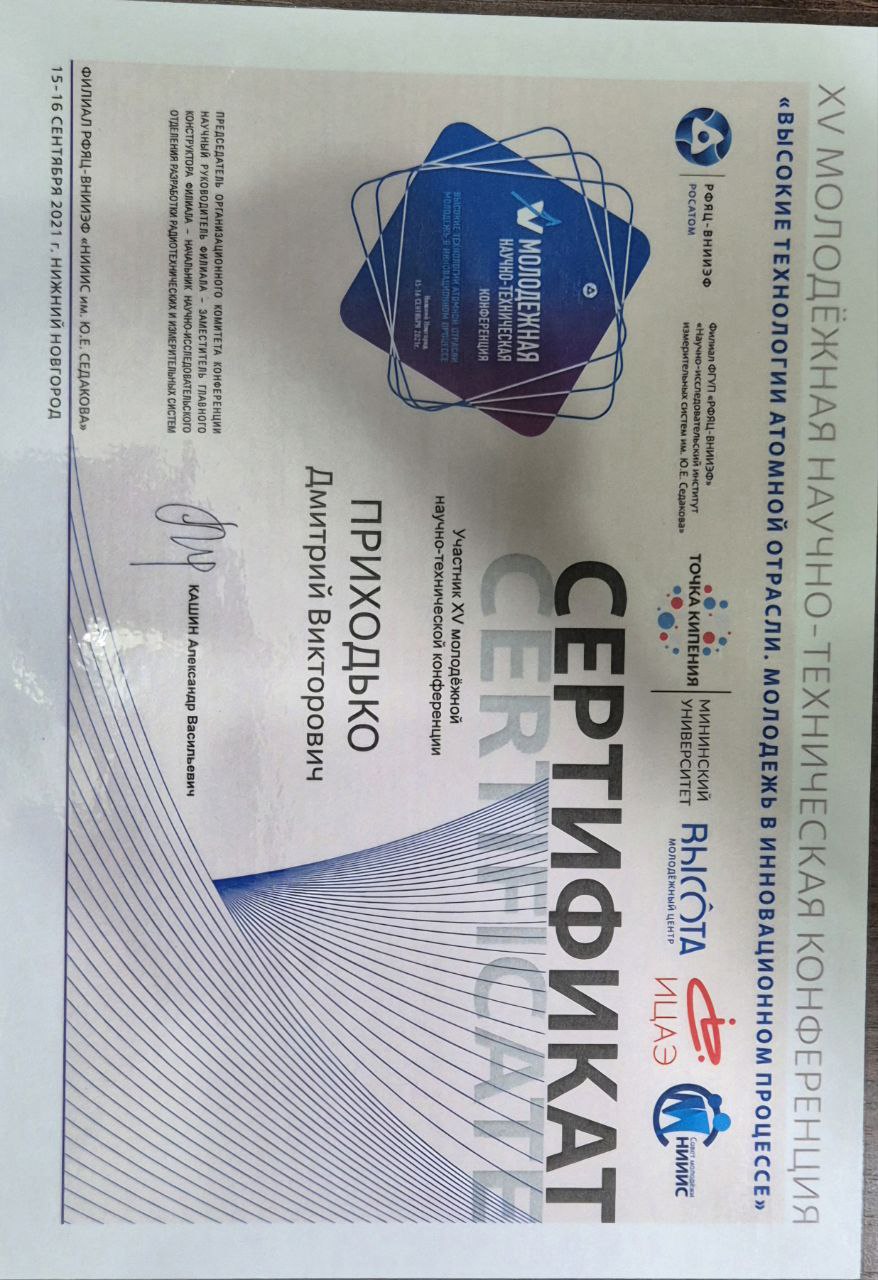 XV МОЛОДЁЖНАЯ НАУЧНО-ТЕХНИЧЕСКАЯ КОНФЕРЕНЦИЯ
«ВЫСОКИЕ ТЕХНОЛОГИИ АТОМНОЙ ОТРАСЛИ. МОЛОДЕЖЬ В ИННОВАЦИОННОМ ПРОЦЕССЕ»
РФЯЦ-ВНИИЭФ
РОСАТОМ
Филиал ФГУП «РФЯЦ-ВНИИЭФ»
«Научно-исследовательский институт
измерительных систем им. Ю.Е. Седакова»
ТОЧКА КИПЕНИЯ
МИНИНСКИЙ
УНИВЕРСИТЕТ
ВЫСОТА
МОЛОДЁЖНЫЙ ЦЕНТР
ИЦАЭ
Совет молодёжи
НИИИС
XV МОЛОДЕЖНАЯ
НАУЧНО-ТЕХНИЧЕСКАЯ
КОНФЕРЕНЦИЯ
ВЫСОКИЕ ТЕХНОЛОГИИ АТОМНОЙ ОТРАСЛИ
МОЛОДЕЖЬ В ИННОВАЦИОННОМ ПРОЦЕССЕ
Нижний Новгород
15-16 СЕНТЯБРЯ 2021г.
СЕРТИФИКАТ
CERTIFICATE
Участник XV молодёжной
научно-технической конференции
ПРИХОДЬКО
Дмитрий Викторович
ПРЕДСЕДАТЕЛЬ ОРГАНИЗАЦИОННОГО КОМИТЕТА КОНФЕРЕНЦИИ
НАУЧНЫЙ РУКОВОДИТЕЛЬ ФИЛИАЛА – ЗАМЕСТИТЕЛЬ ГЛАВНОГО
КОНСТРУКТОРА ФИЛИАЛА – НАЧАЛЬНИК НАУЧНО-ИССЛЕДОВАТЕЛЬСКОГО
ОТДЕЛЕНИЯ РАЗРАБОТКИ РАДИОТЕХНИЧЕСКИХ И ИЗМЕРИТЕЛЬНЫХ СИСТЕМ
КАШИН Александр Васильевич
ФИЛИАЛ РФЯЦ-ВНИИЭФ «НИИИС им. Ю.Е. СЕДАКОВА»
15-16 СЕНТЯБРЯ 2021 г. НИЖНИЙ НОВГОРОД